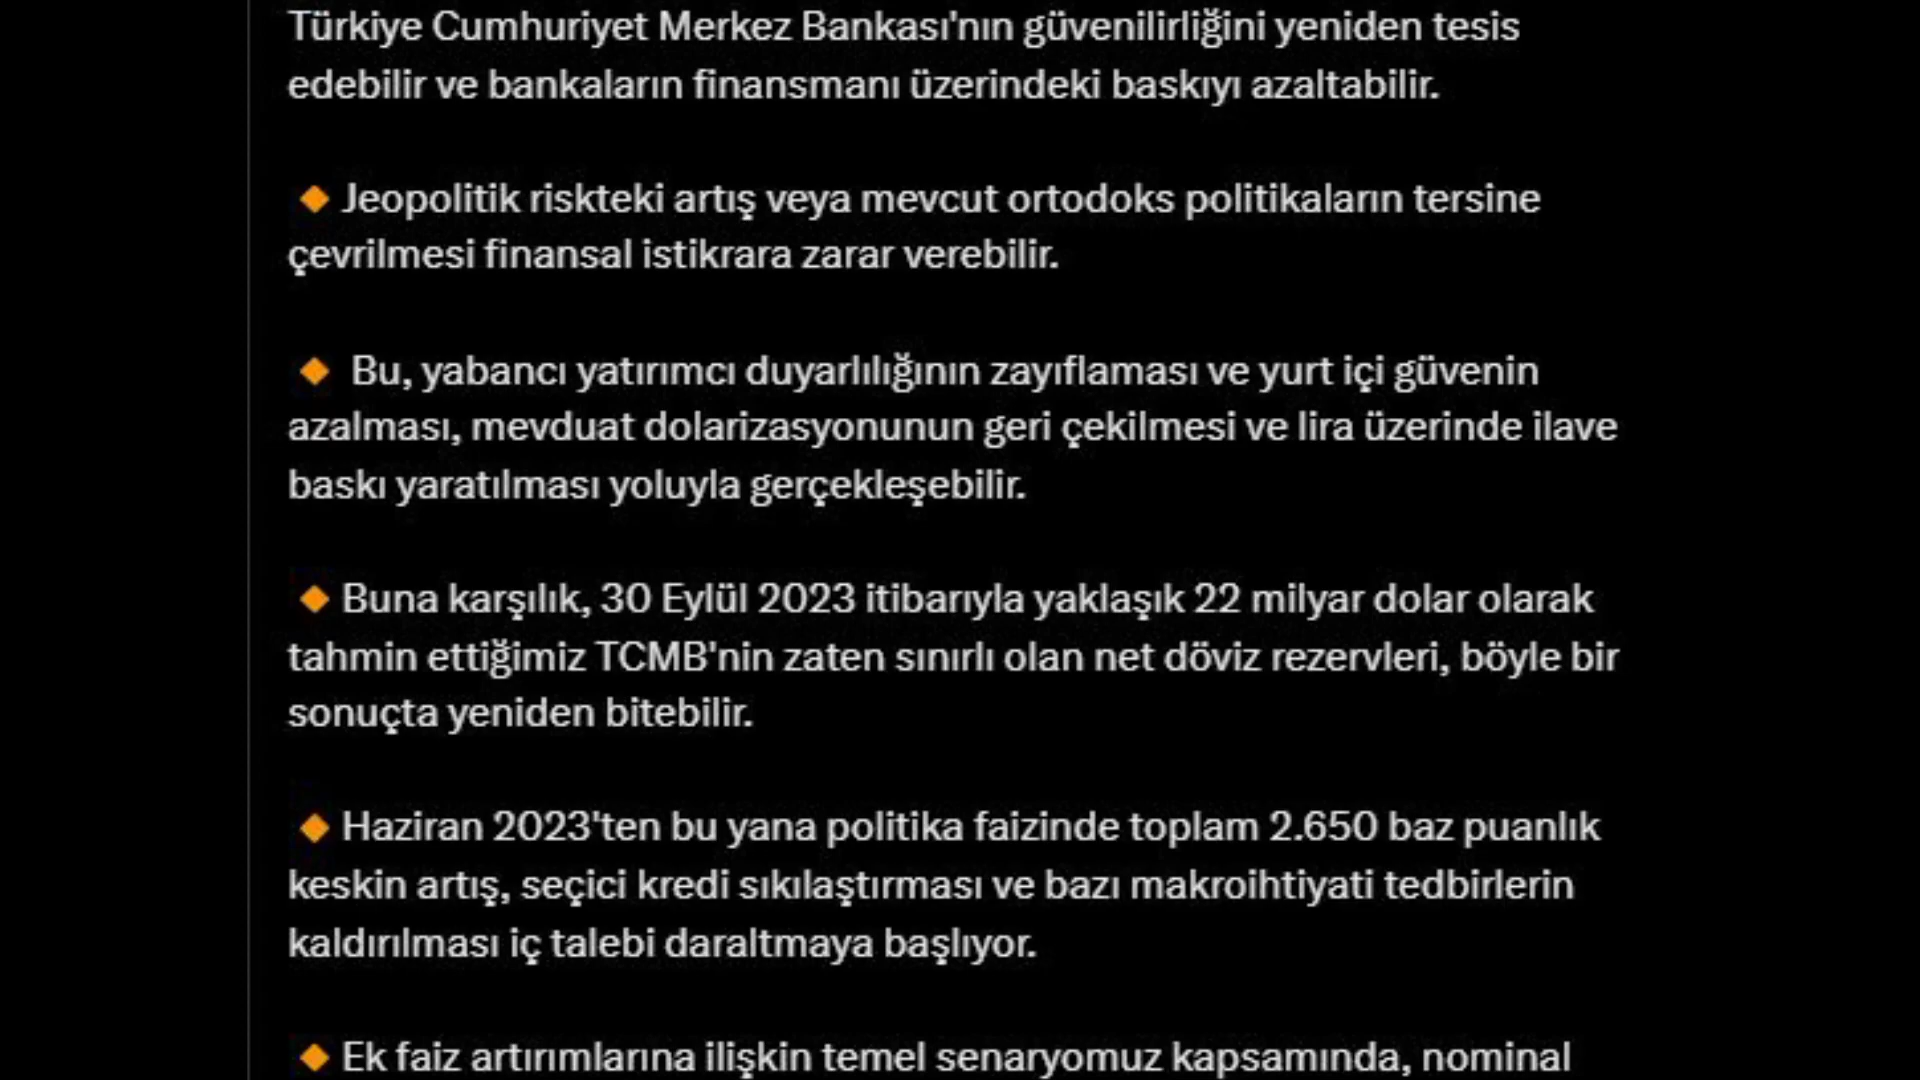 Türkiye Cumhuriyet Merkez Bankası'nın güvenilirliğini yeniden tesis
edebilir ve bankaların finansmanı üzerindeki baskıyı azaltabilir.
🔸Jeopolitik riskteki artış veya mevcut ortodoks politikaların tersine
çevrilmesi finansal istikrara zarar verebilir.
🔸 Bu, yabancı yatırımcı duyarlılığının zayıflaması ve yurt içi güvenin
azalması, mevduat dolarizasyonunun geri çekilmesi ve lira üzerinde ilave
baskı yaratılması yoluyla gerçekleşebilir.
🔸Buna karşılık, 30 Eylül 2023 itibarıyla yaklaşık 22 milyar dolar olarak
tahmin ettiğimiz TCMB'nin zaten sınırlı olan net döviz rezervleri, böyle bir
sonuçta yeniden bitebilir.
🔸Haziran 2023'ten bu yana politika faizinde toplam 2.650 baz puanlık
keskin artış, seçici kredi sıkılaştırması ve bazı makroihtiyati tedbirlerin
kaldırılması iç talebi daraltmaya başlıyor.
🔸Ek faiz artırımlarına ilişkin temel senaryomuz kapsamında, nominal